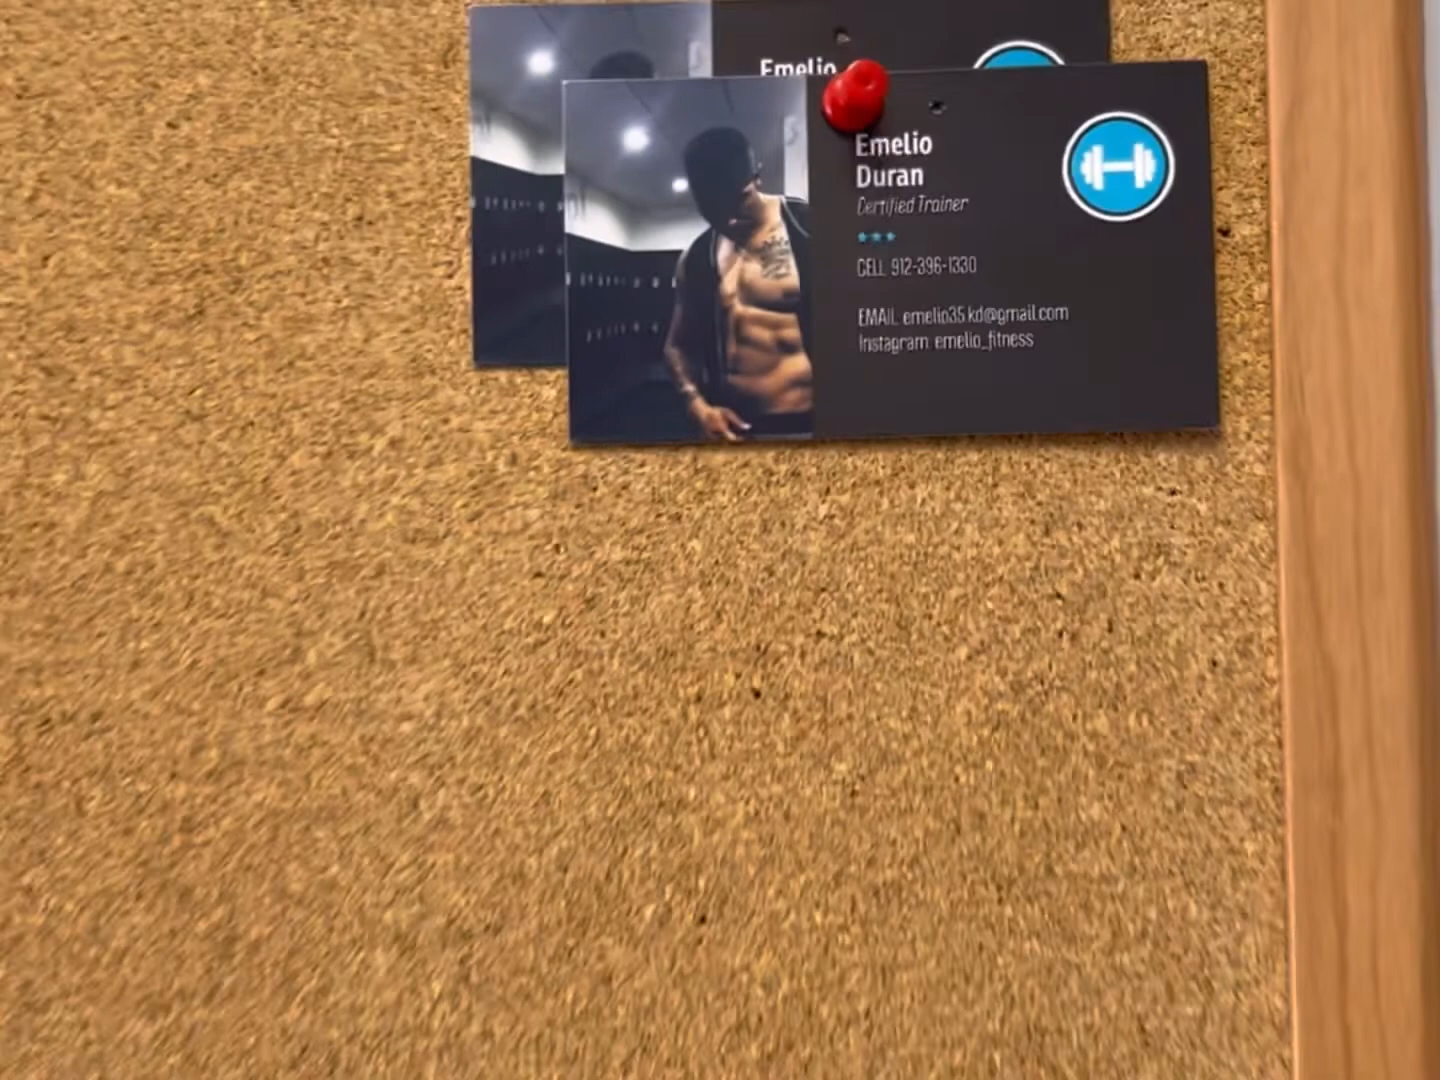 Emelio
Emelio
Duran
Certified Trainer
CELL 912-396-1330
EMAIL emelio35.kd@gmail.com
Instagram emelio_fitness